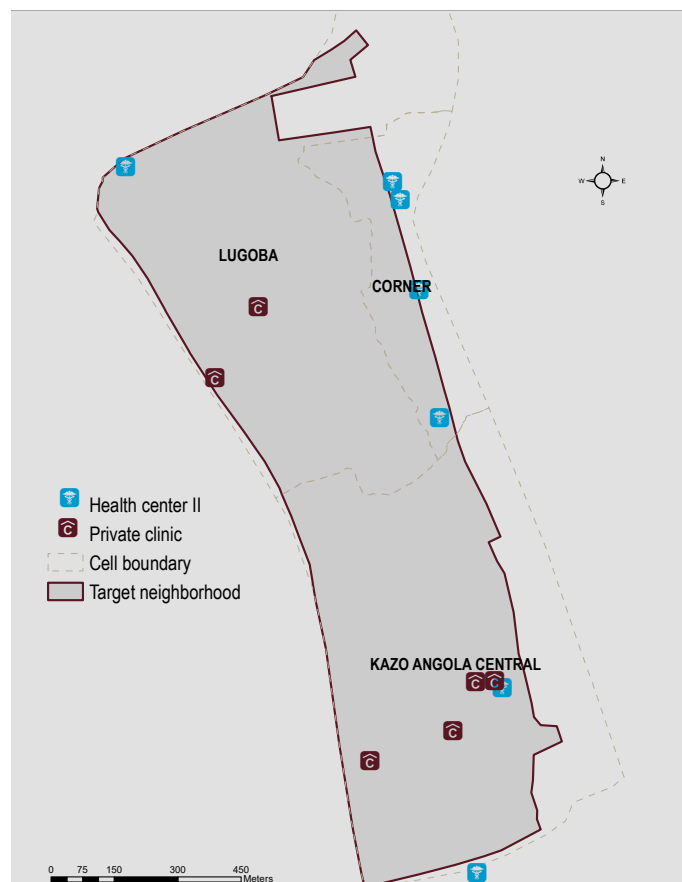 N
W E
S
LUGOBA
CORNER
C
C
Health center II
Private clinic
C
Cell boundary
Target neighborhood
KAZO ANGOLA CENTRAL
C C
C
C
0 75 150 300 450
Meters